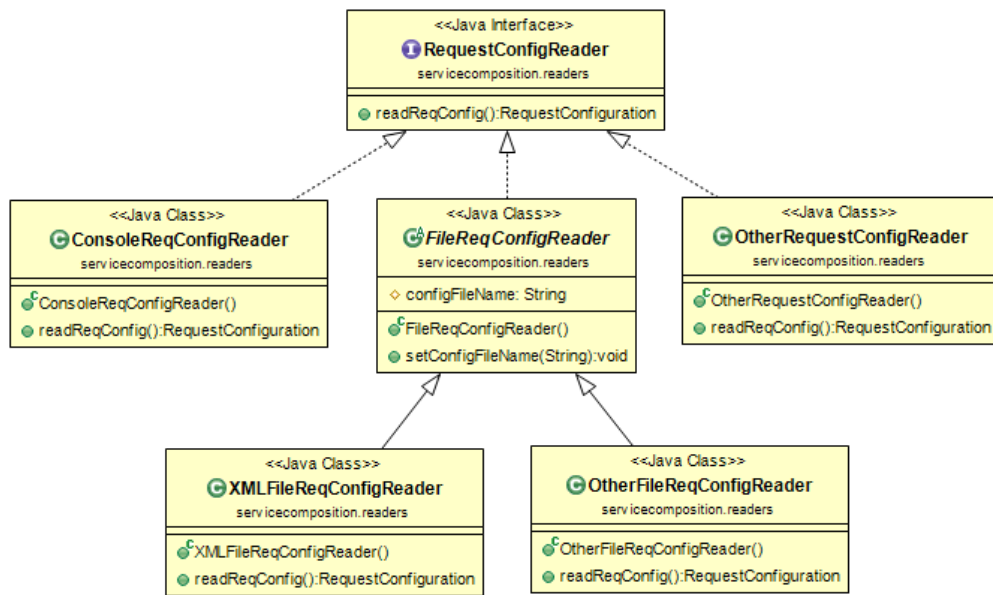 <<Java Interface>>
RequestConfigReader
servicecomposition.readers
readReqConfig():RequestConfiguration
<<Java Class>>
ConsoleReqConfigReader
servicecomposition.readers
ConsoleReqConfigReader()
readReqConfig():RequestConfiguration
<<Java Class>>
FileReqConfigReader
servicecomposition.readers
configFileName: String
FileReqConfigReader()
setConfigFileName(String):void
<<Java Class>>
OtherRequestConfigReader
servicecomposition.readers
OtherRequestConfigReader()
readReqConfig():RequestConfiguration
<<Java Class>>
XMLFileReqConfigReader
servicecomposition.readers
XMLFileReqConfigReader()
readReqConfig():RequestConfiguration
<<Java Class>>
OtherFileReqConfigReader
servicecomposition.readers
OtherFileReqConfigReader()
readReqConfig():RequestConfiguration